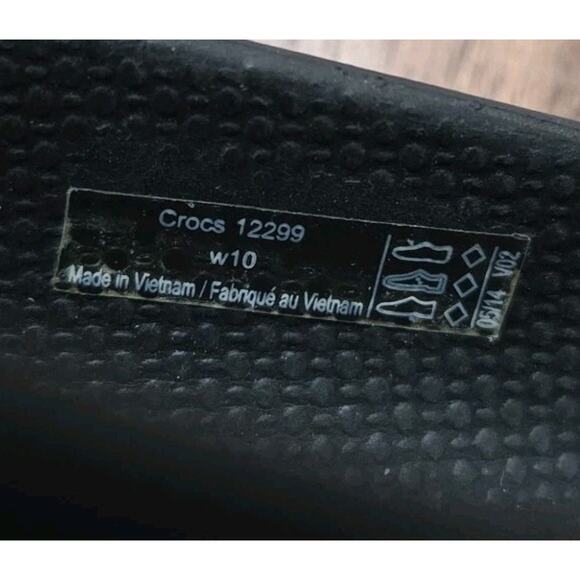 Crocs 12299
w10
Made in Vietnam / Fabriqué au Vietnam
05/14 V02